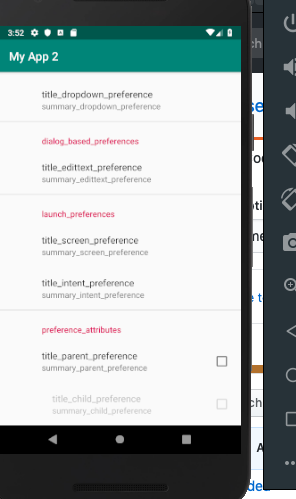 3:52
My App 2
title_dropdown_preference
summary_dropdown_preference
dialog_based_preferences
title_edittext_preference
summary_edittext_preference
launch_preferences
title_screen_preference
summary_screen_preference
title_intent_preference
summary_intent_preference
preference_attributes
title_parent_preference
summary_parent_preference
title_child_preference
summary_child_preference